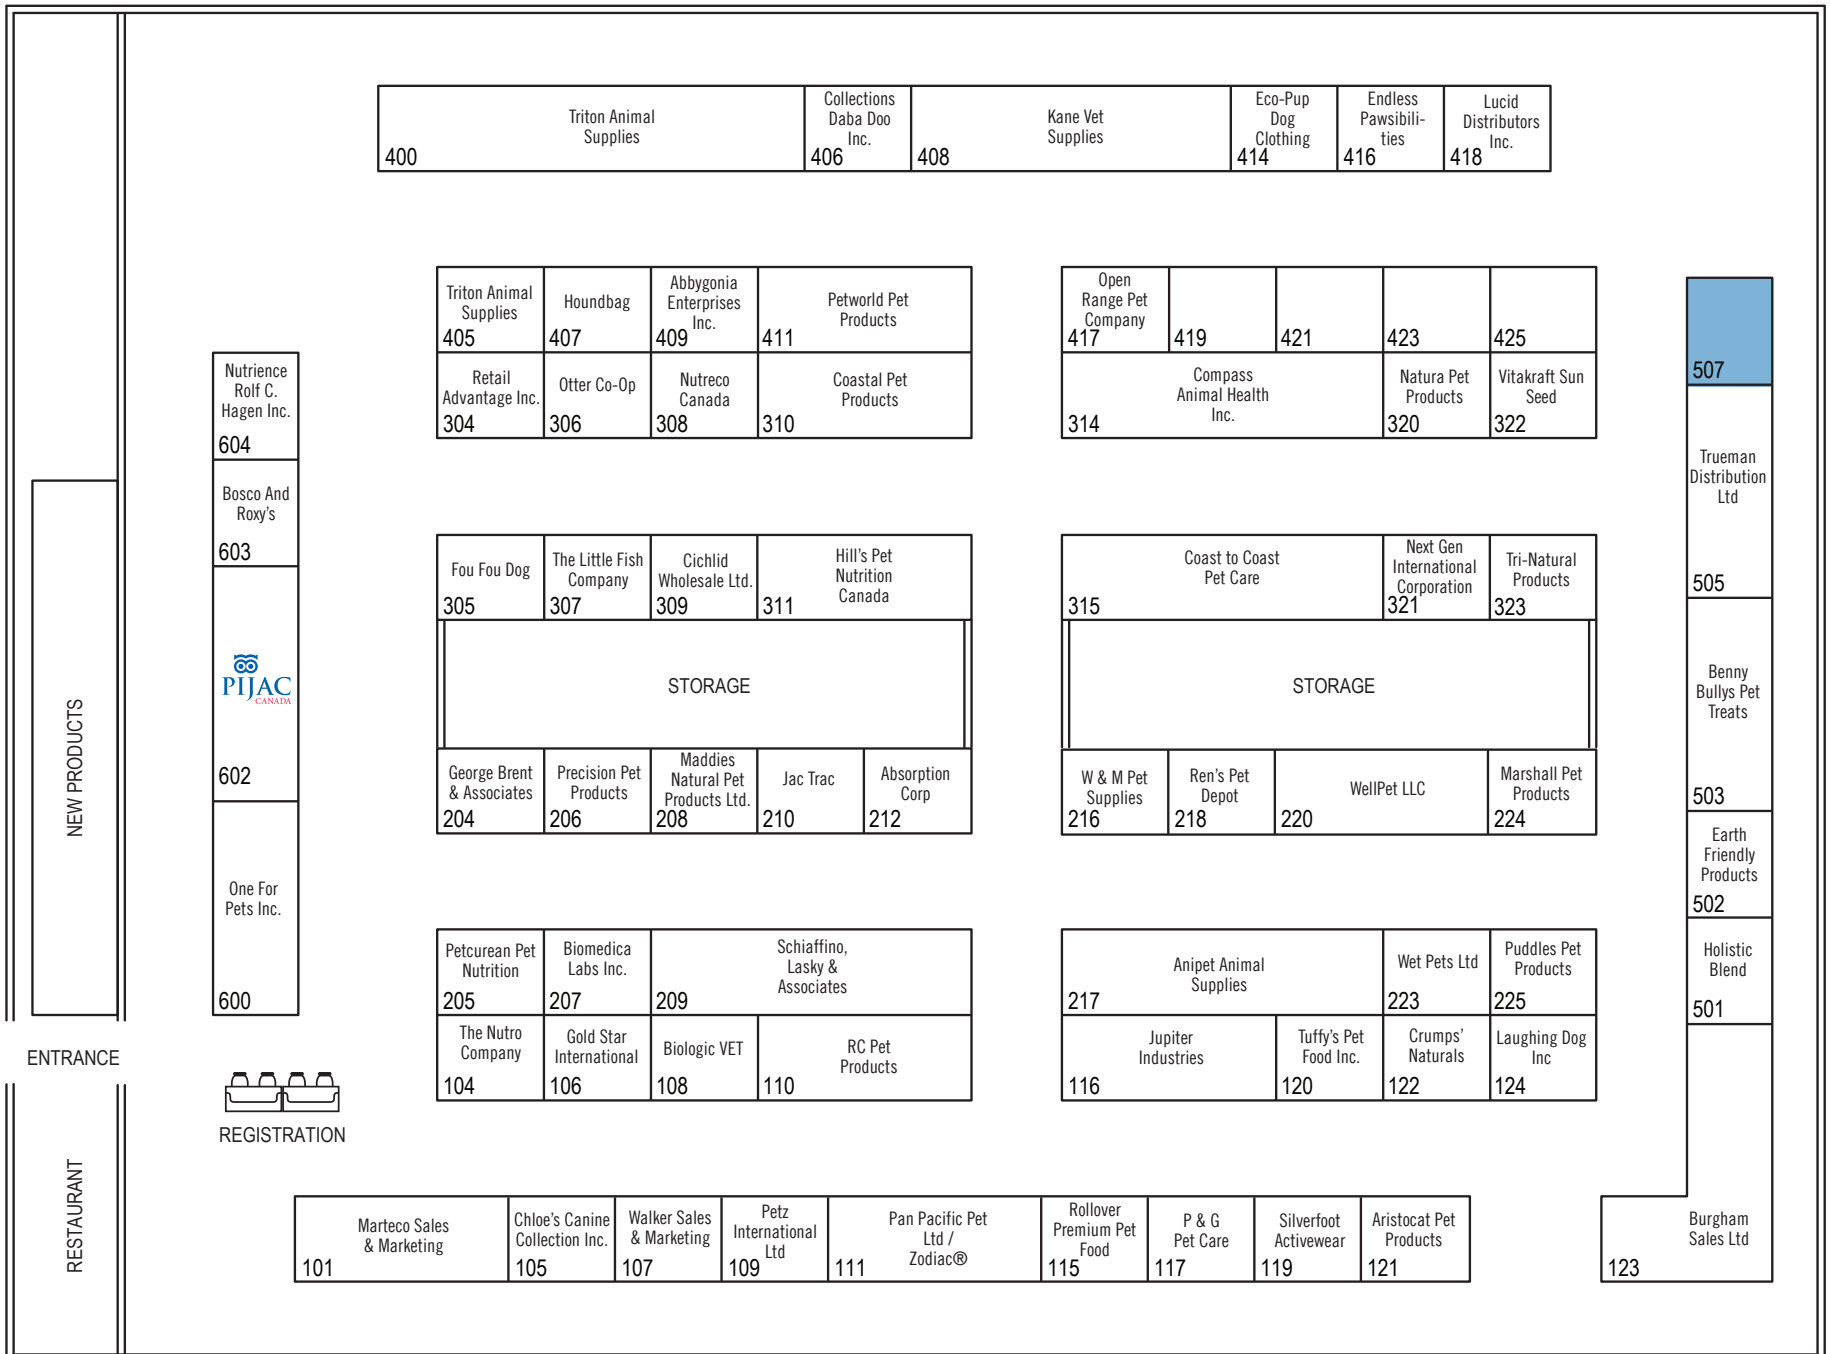 Triton Animal
Supplies
400
Collections
Daba Doo
Inc.
406
Kane Vet
Supplies
408
Eco-Pup
Dog
Clothing
414
Endless
Pawsibili-
ties
416
Lucid
Distributors
Inc.
418
Triton Animal
Supplies
405
Houndbag
407
Abbygonia
Enterprises
Inc.
409
Petworld Pet
Products
411
Open
Range Pet
Company
417
419
421
423
425
507
Retail
Advantage Inc.
304
Otter Co-Op
306
Nutreco
Canada
308
Coastal Pet
Products
310
Compass
Animal Health
Inc.
314
Natura Pet
Products
320
Vitakraft Sun
Seed
322
Nutrience
Rolf C.
Hagen Inc.
604
Bosco And
Roxy's
603
PIJAC
CANADA
602
One For
Pets Inc.
600
Trueman
Distribution
Ltd
505
Fou Fou Dog
305
The Little Fish
Company
307
Cichlid
Wholesale Ltd.
309
Hill's Pet
Nutrition
Canada
311
Coast to Coast
Pet Care
315
Next Gen
International
Corporation
321
Tri-Natural
Products
323
STORAGE
STORAGE
Benny
Bullys Pet
Treats
503
NEW PRODUCTS
George Brent
& Associates
204
Precision Pet
Products
206
Maddies
Natural Pet
Products Ltd.
208
Jac Trac
210
Absorption
Corp
212
W & M Pet
Supplies
216
Ren's Pet
Depot
218
WellPet LLC
220
Marshall Pet
Products
224
Earth
Friendly
Products
502
Petcurean Pet
Nutrition
205
Biomedica
Labs Inc.
207
Schiaffino,
Lasky &
Associates
209
Anipet Animal
Supplies
217
Wet Pets Ltd
223
Puddles Pet
Products
225
Holistic
Blend
501
ENTRANCE
The Nutro
Company
104
Gold Star
International
106
Biologic VET
108
RC Pet
Products
110
Jupiter
Industries
116
Tuffy's Pet
Food Inc.
120
Crumps'
Naturals
122
Laughing Dog
Inc
124
REGISTRATION
RESTAURANT
Marteco Sales
& Marketing
101
Chloe's Canine
Collection Inc.
105
Walker Sales
& Marketing
107
Petz
International
Ltd
109
Pan Pacific Pet
Ltd /
Zodiac®
111
Rollover
Premium Pet
Food
115
P & G
Pet Care
117
Silverfoot
Activewear
119
Aristocat Pet
Products
121
Burgham
Sales Ltd
123